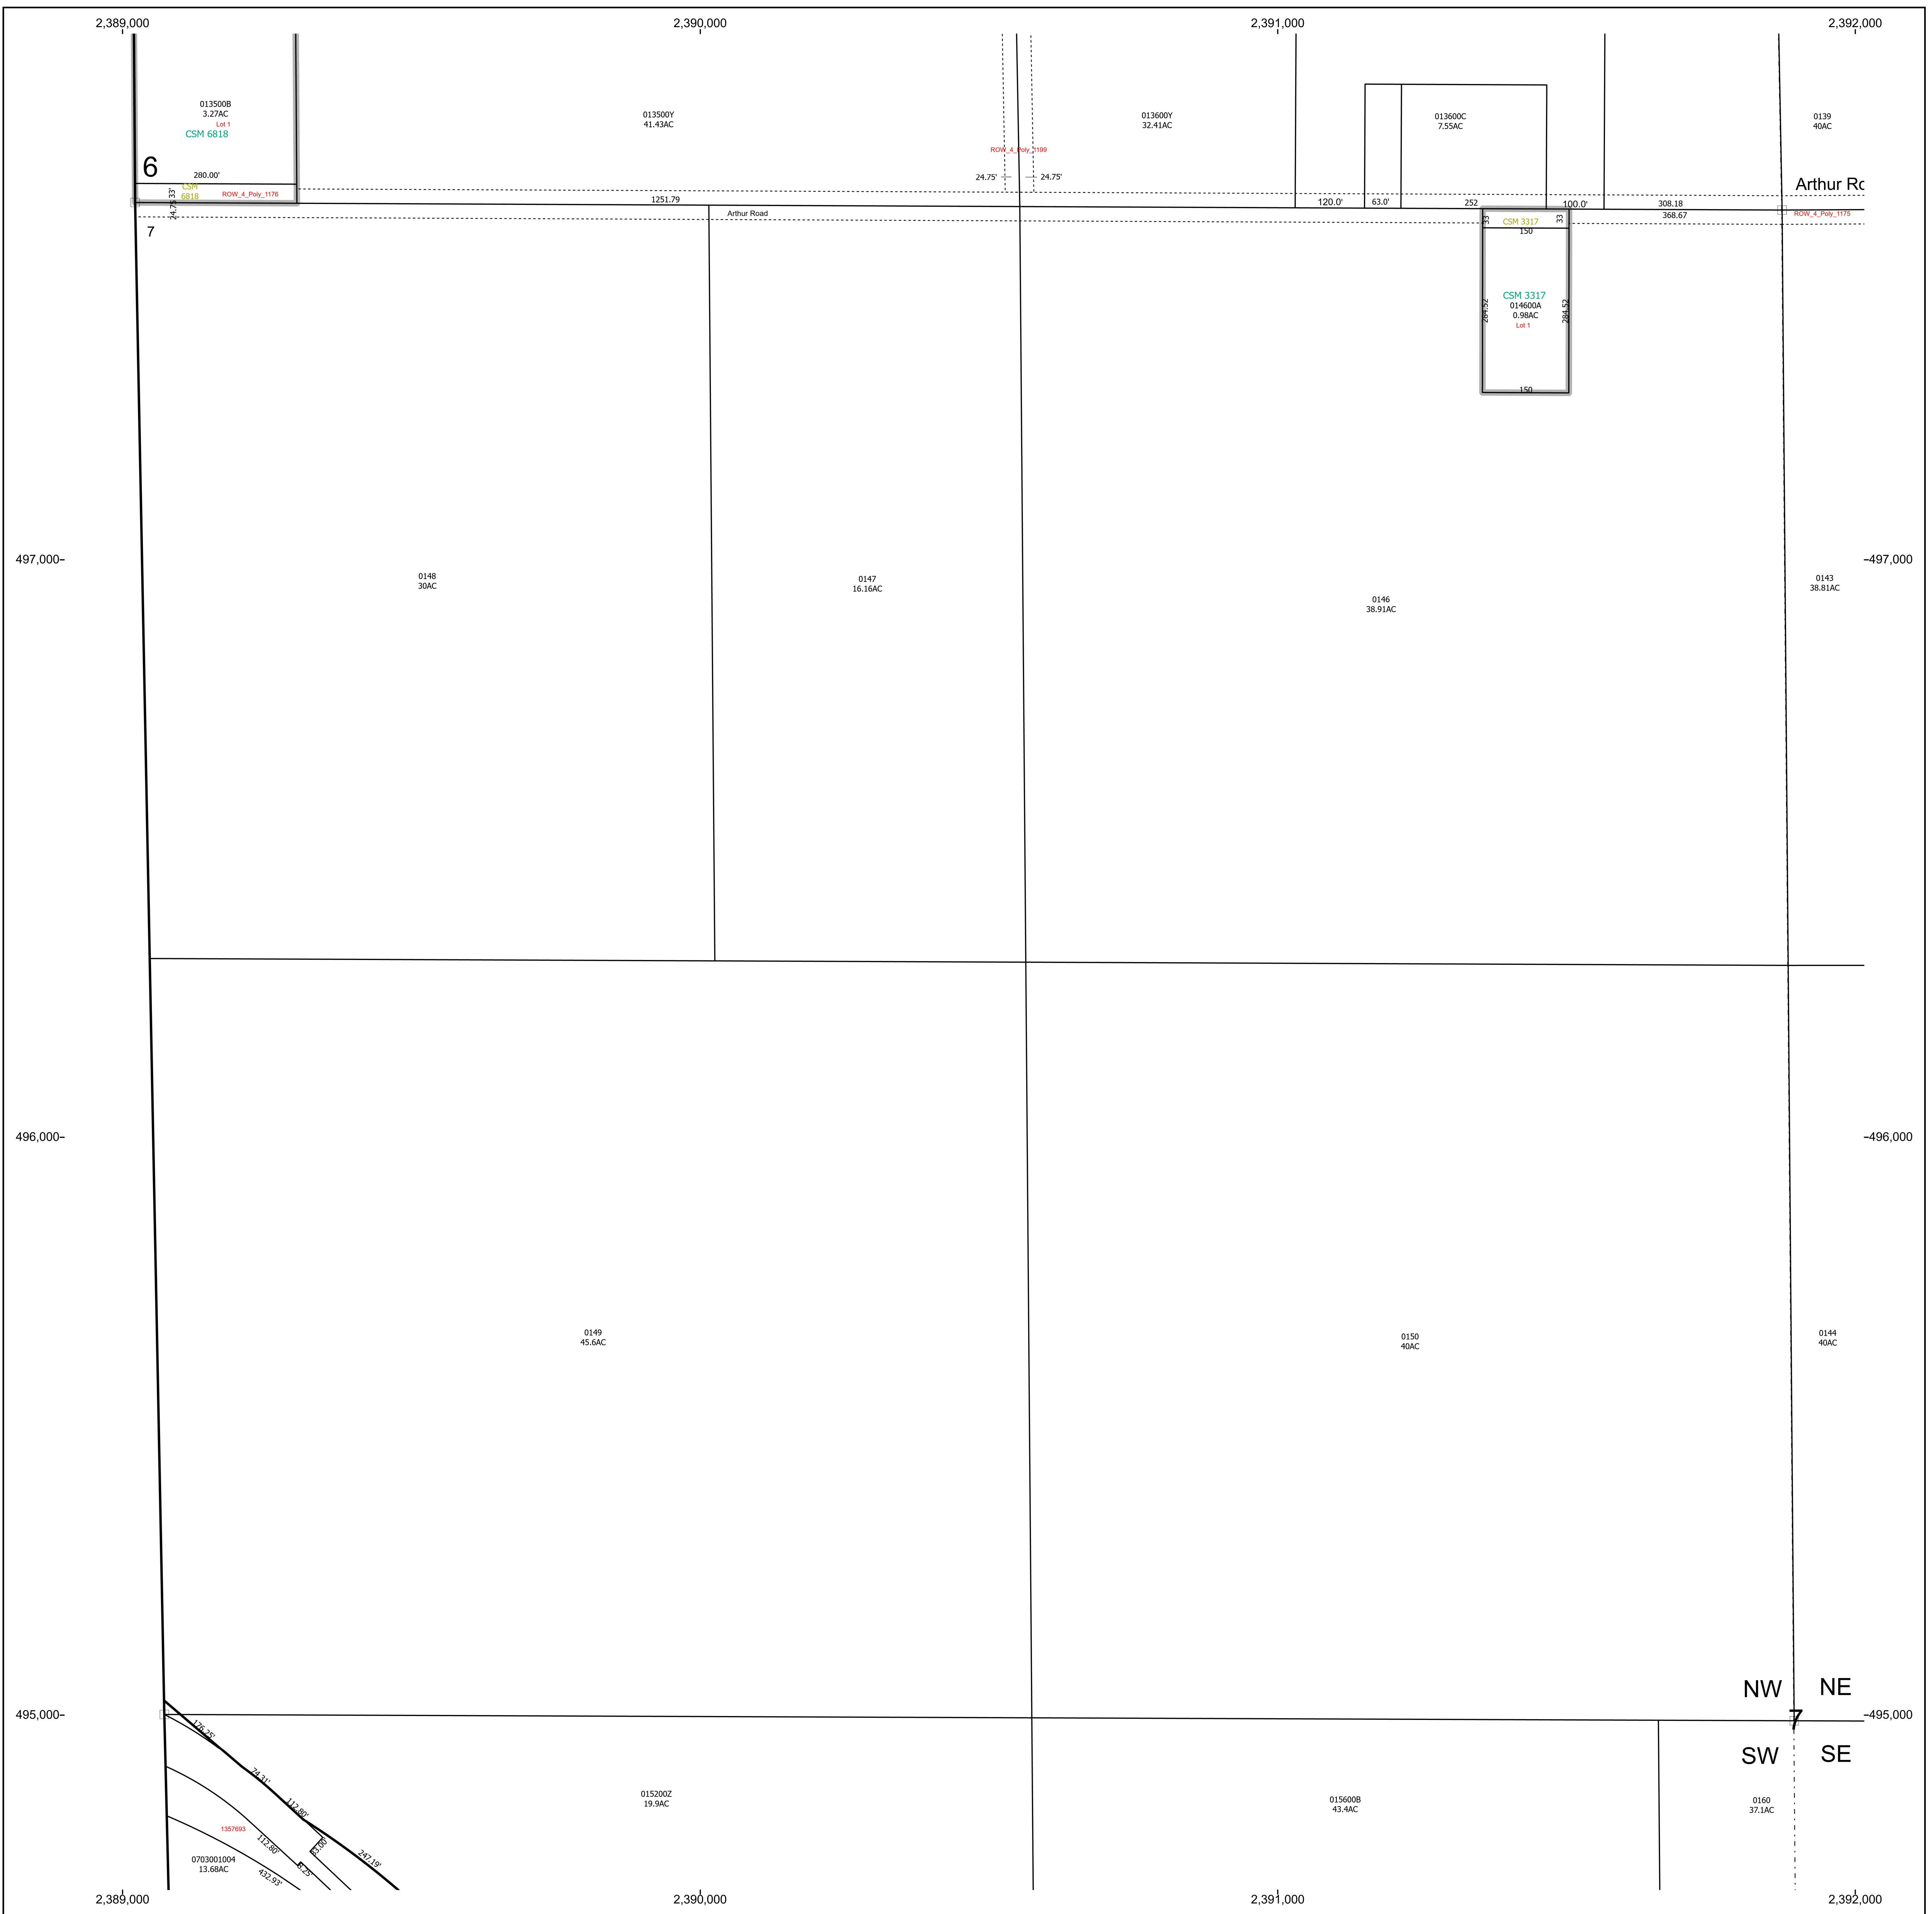 2,389,000
2,390,000
2,391,000
2,392,000
013500B
3.27AC
Lot 1
CSM 6818
013500Y
41.43AC
013600Y
32.41AC
013600C
7.55AC
0139
40AC
ROW_4_Poly_1199
6
280.00'
24.75'
24.75'
Arthur Rc
CSM
6818
ROW_4_Poly_1176
33'
24.75
1251.79
120.0'
63.0'
252
100.0'
308.18
Arthur Road
368.67
ROW_4_Poly_1175
33
CSM 3317
33
150
7
CSM 3317
014600A
0.98AC
Lot 1
284.52
284.52
150
497,000
497,000
0148
30AC
0147
16.16AC
0146
38.91AC
0143
38.81AC
496,000
496,000
0149
45.6AC
0150
40AC
0144
40AC
NW
NE
495,000
7
495,000
SW
SE
176.25'
74.31'
112.80'
015200Z
19.9AC
015600B
43.4AC
0160
37.1AC
1357693
112.80'
33.00'
247.19'
8.25'
0703001004
13.68AC
432.93'
2,389,000
2,390,000
2,391,000
2,392,000